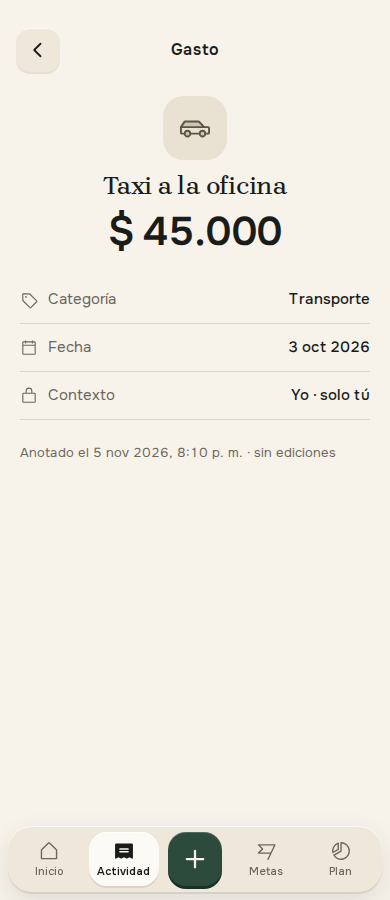 Gasto
Taxi a la oficina
$ 45.000
Categoría Transporte
Fecha 3 oct 2026
Contexto Yo · solo tú
Anotado el 5 nov 2026, 8:10 p. m. · sin ediciones
Inicio Actividad Metas Plan